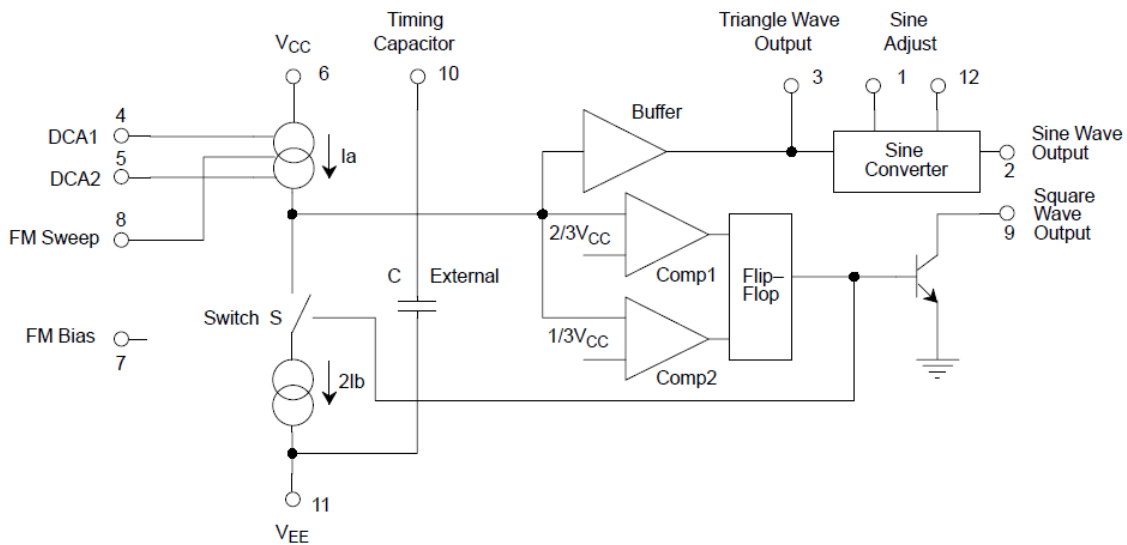 Timing
Capacitor
10
VCC
6
Triangle Wave
Output
3
Sine
Adjust
1
12
4
DCA1
5
DCA2
Ia
8
FM Sweep
Buffer
Sine
Converter
Sine Wave
Output
2
Square
Wave
Output
9
2/3VCC
Comp1
Flip–
Flop
C
External
Switch S
FM Bias
7
1/3VCC
Comp2
2Ib
11
VEE